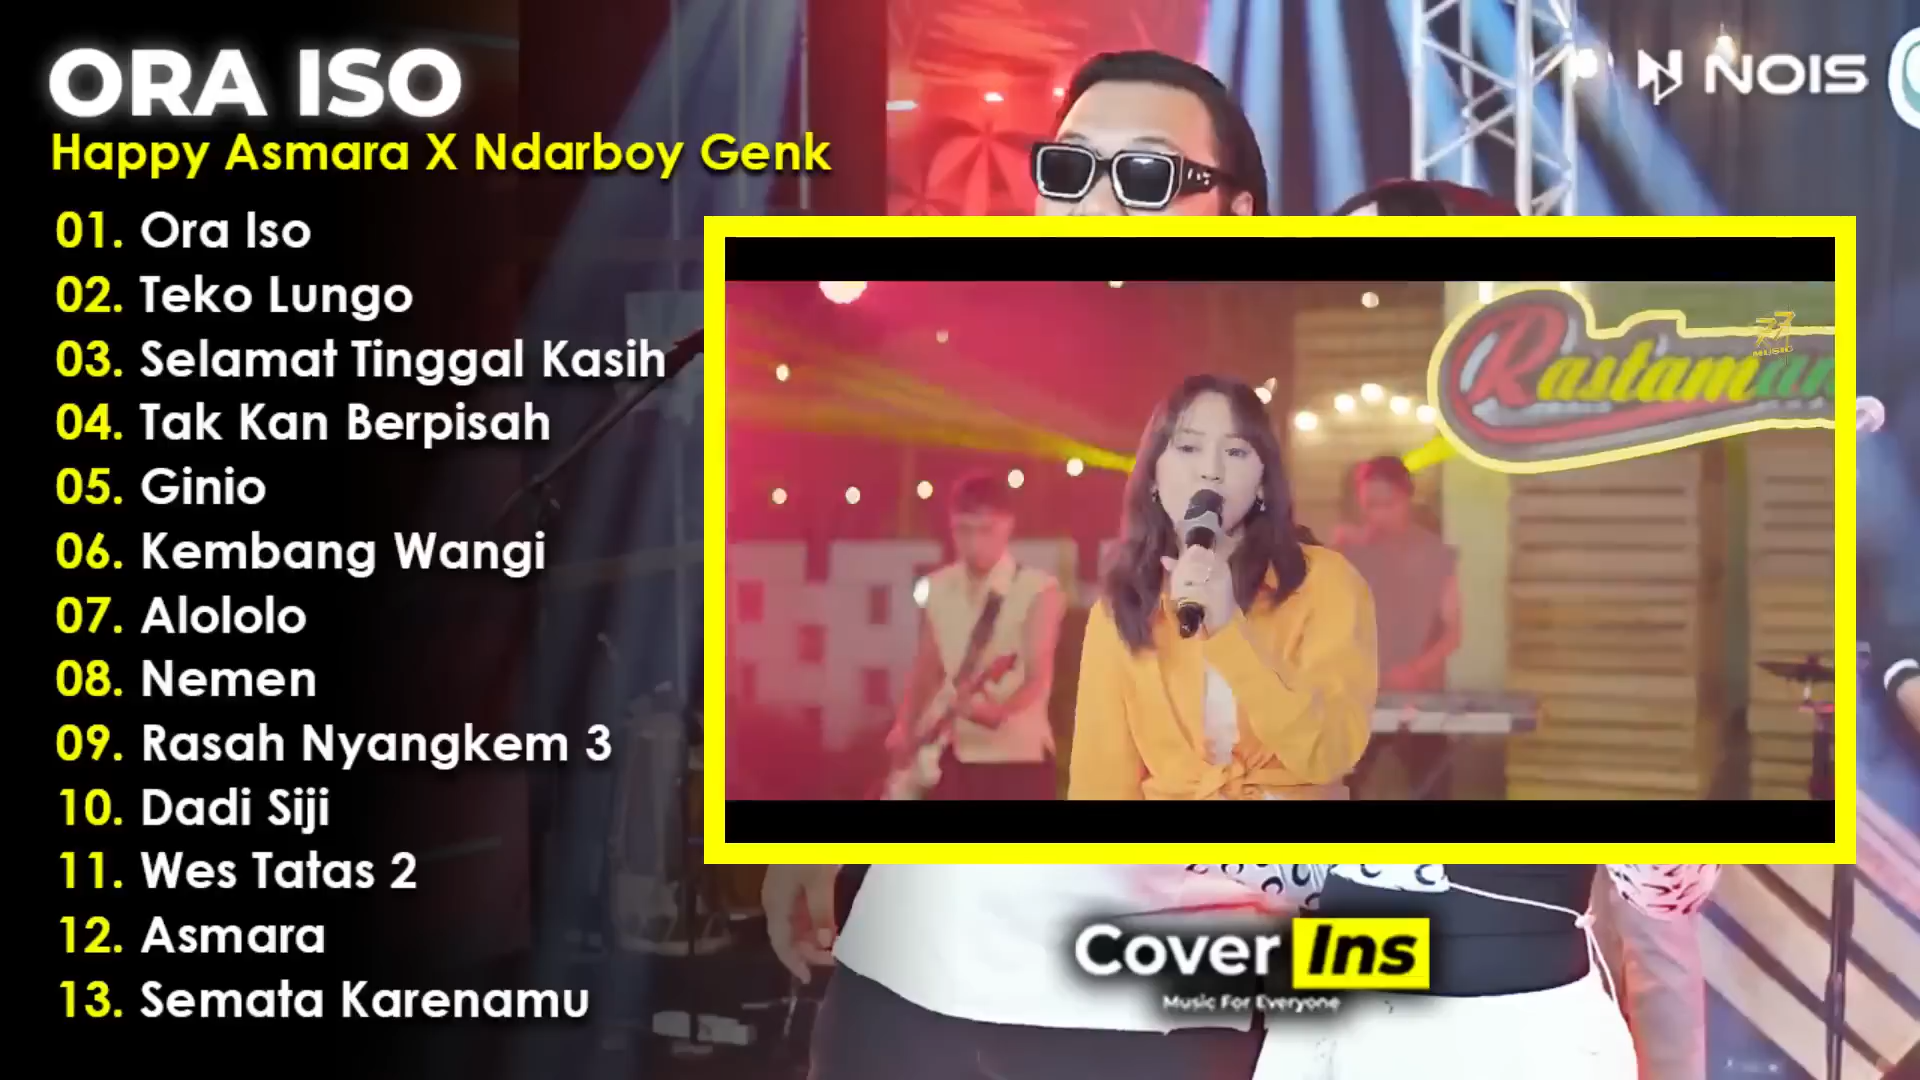 ORA ISO
Happy Asmara X Ndarboy Genk
01. Ora Iso
02. Teko Lungo
03. Selamat Tinggal Kasih
04. Tak Kan Berpisah
05. Ginio
06. Kembang Wangi
07. Alololo
08. Nemen
09. Rasah Nyangkem 3
10. Dadi Siji
11. Wes Tatas 2
12. Asmara
13. Semata Karenamu
NOIS
Rastaman
MUSIC
Cover Ins
Music For Everyone